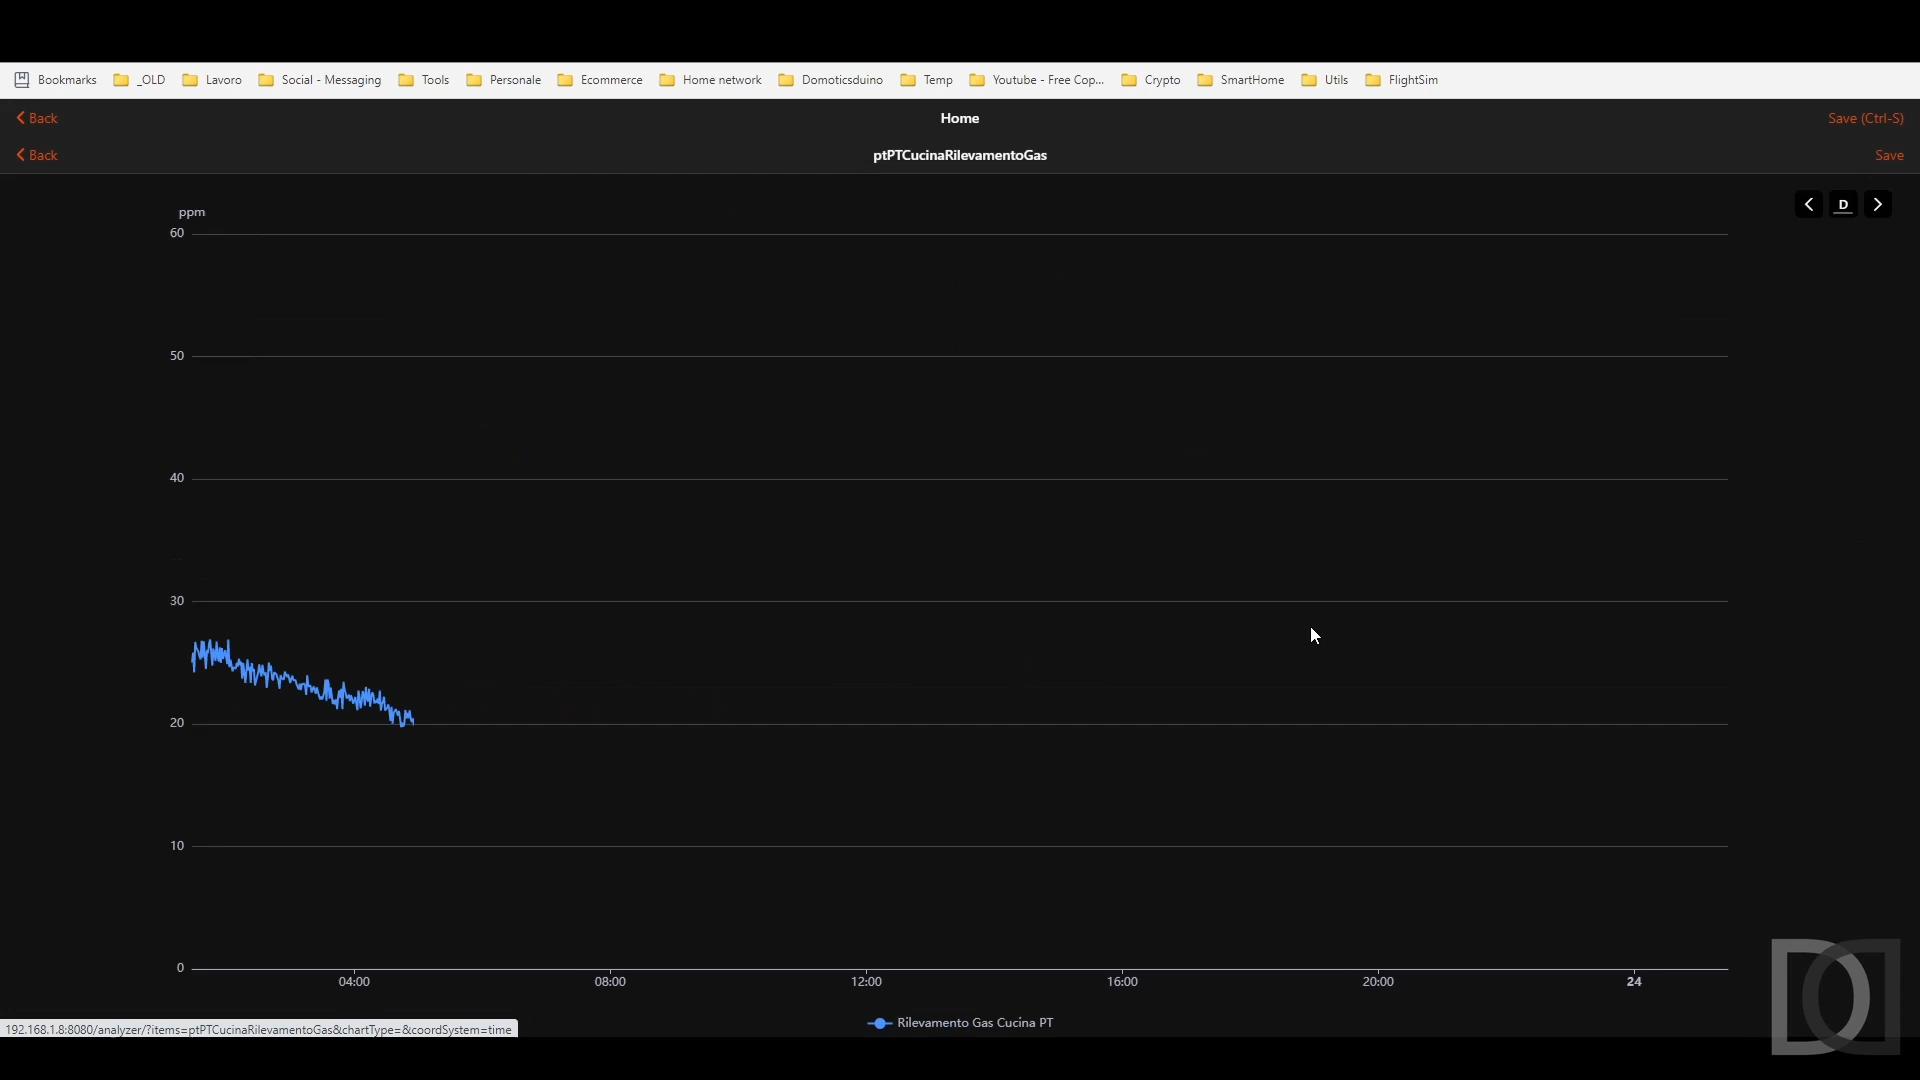 Bookmarks _OLD Lavoro Social - Messaging Tools Personale Ecommerce Home network Domoticsduino Temp Youtube - Free Cop... Crypto SmartHome Utils FlightSim
Back Home Save (Ctrl-S)
Back ptPTCucinaRilevamentoGas Save
D
ppm
60
50
40
30
20
10
0
04:00 08:00 12:00 16:00 20:00 24
Rilevamento Gas Cucina PT
192.168.1.8:8080/analyzer/?items=ptPTCucinaRilevamentoGas&chartType=&coordSystem=time